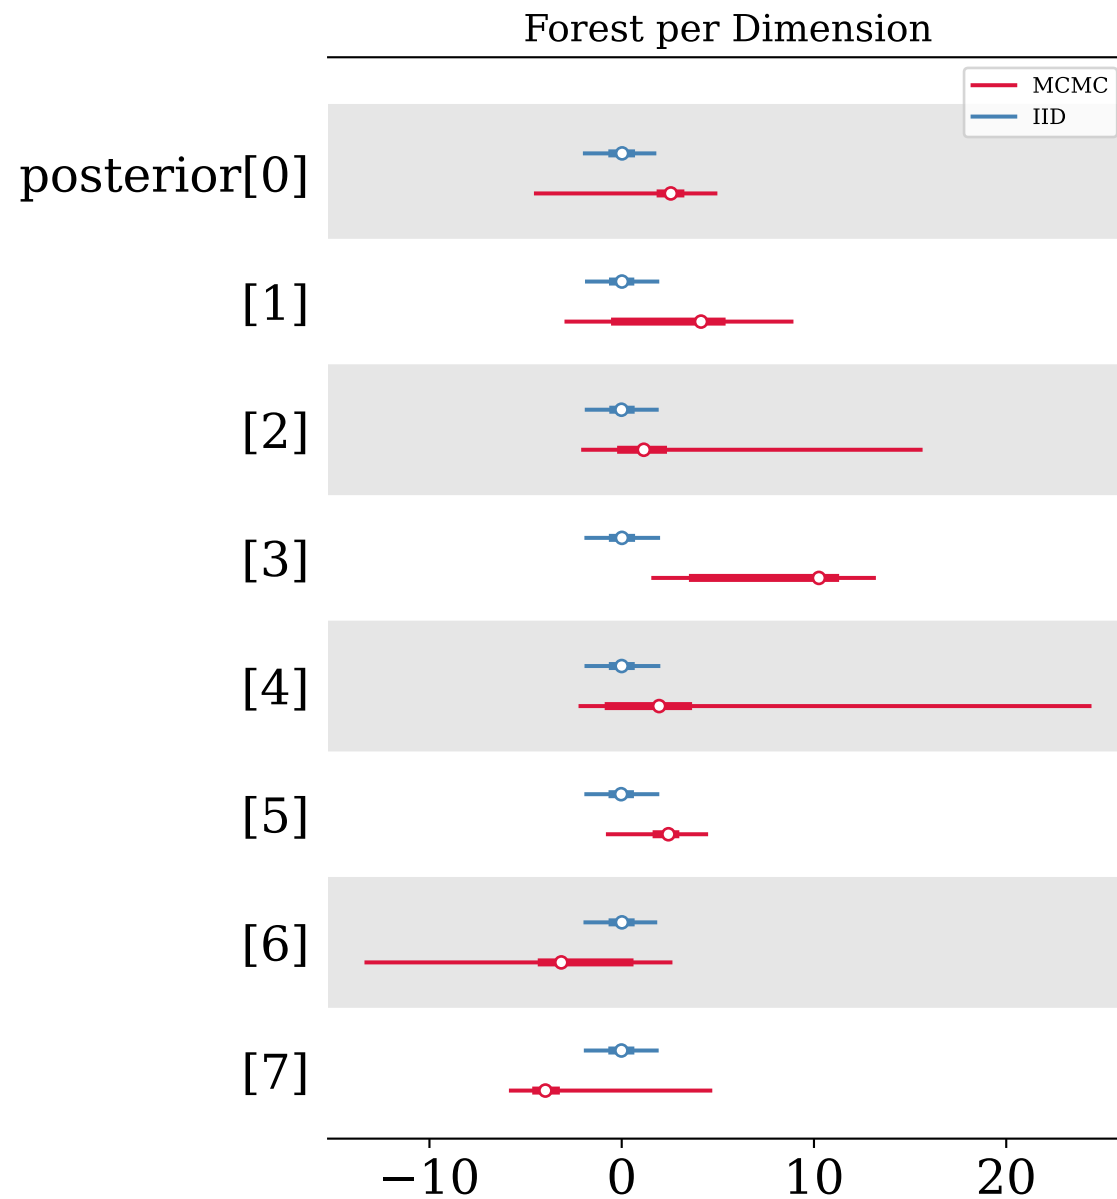 Forest per Dimension
MCMC
IID
posterior[0]
[1]
[2]
[3]
[4]
[5]
[6]
[7]
−10 0 10 20